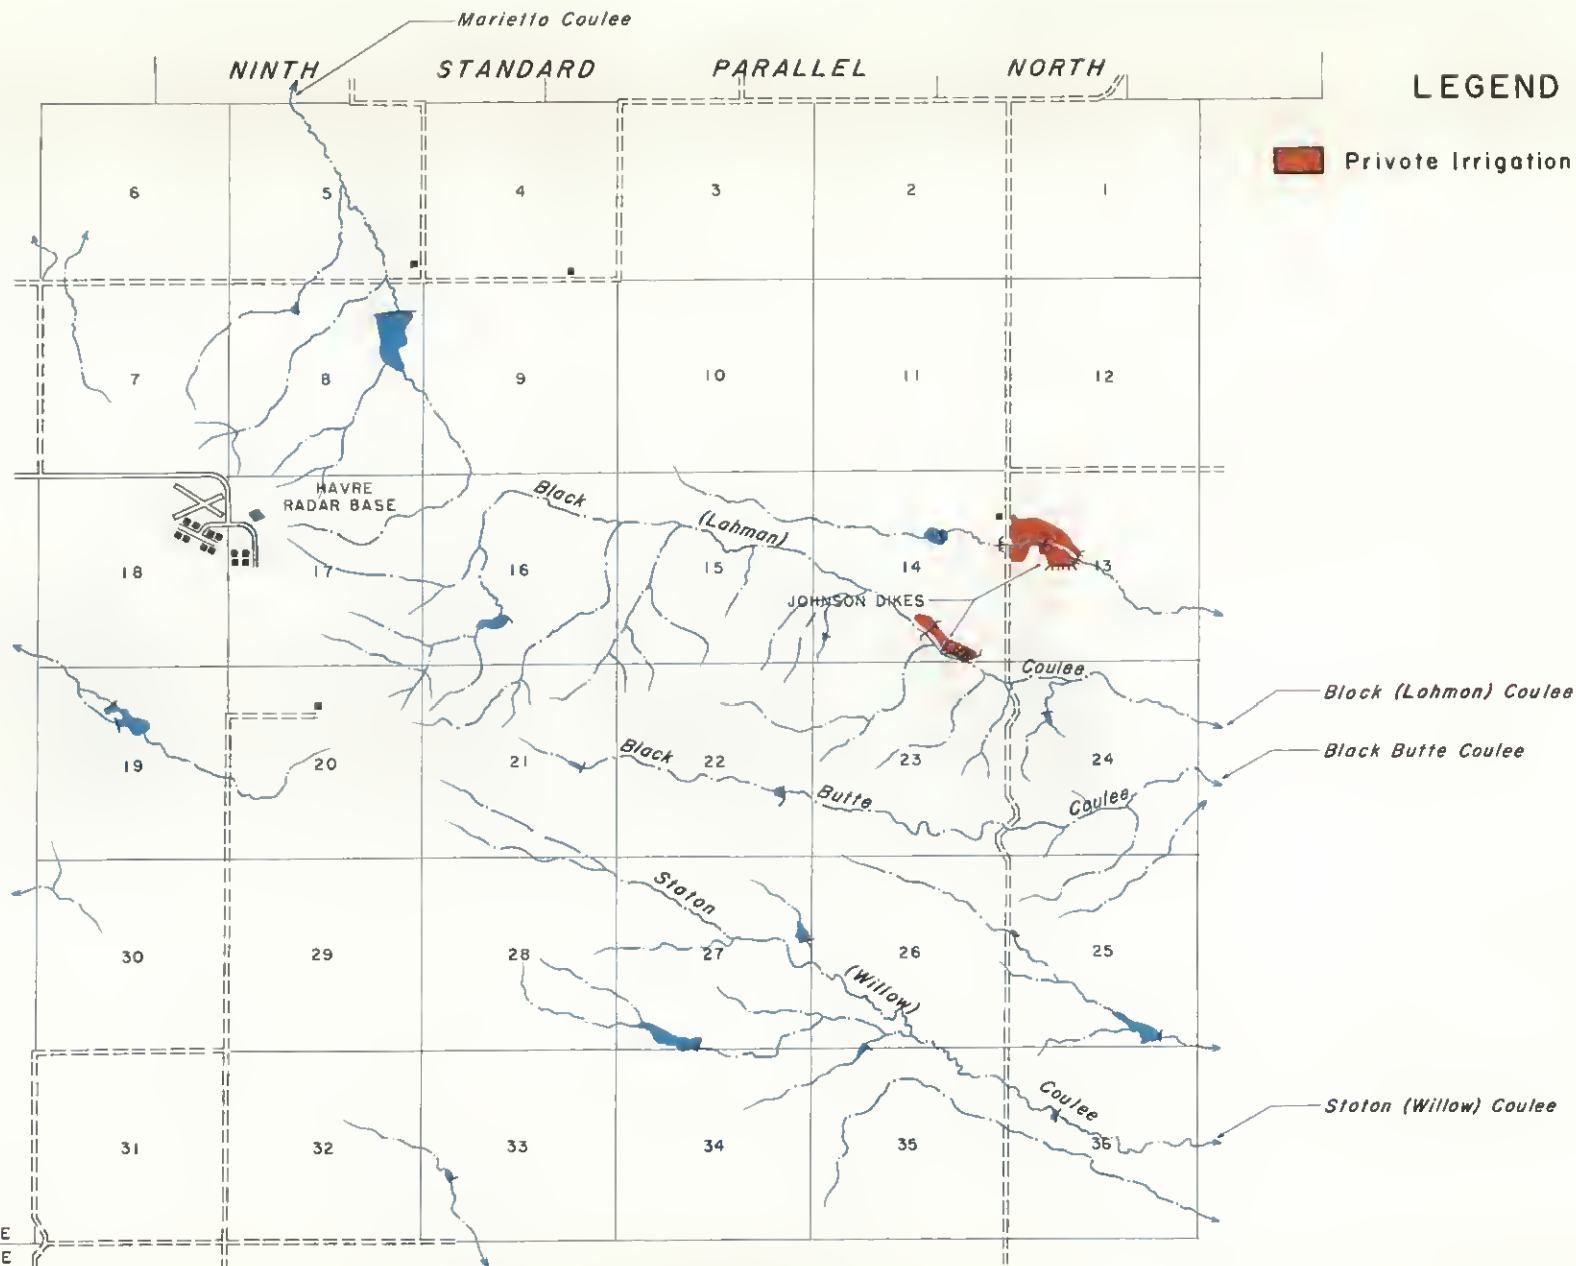 Marietta Coulee
NINTH STANDARD PARALLEL NORTH
LEGEND
Private Irrigation
6 5 4 3 2 1
7 8 9 10 11 12
HAVRE
RADAR BASE
Black
(Lohman)
18 17 16 15 14 13
JOHNSON DIKES
Coulee
Black (Lohman) Coulee
Black Butte Coulee
19 20 21 22 23 24
Black
Butte
Coulee
Staton
(Willow)
30 29 28 27 26 25
Coulee
Staton (Willow) Coulee
31 32 33 34 35 36
E
E